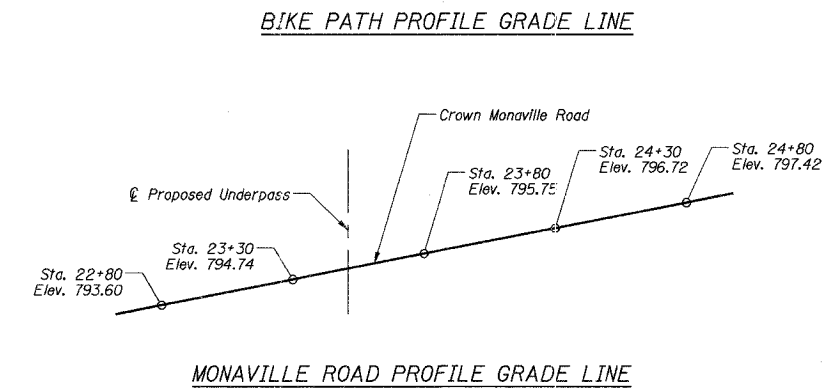 BIKE PATH PROFILE GRADE LINE
Crown Monaville Road
Sta. 24+30
Elev. 796.72
Sta. 24+80
Elev. 797.42
Sta. 23+80
Elev. 795.75
℄ Proposed Underpass
Sta. 23+30
Elev. 794.74
Sta. 22+80
Elev. 793.60
MONAVILLE ROAD PROFILE GRADE LINE